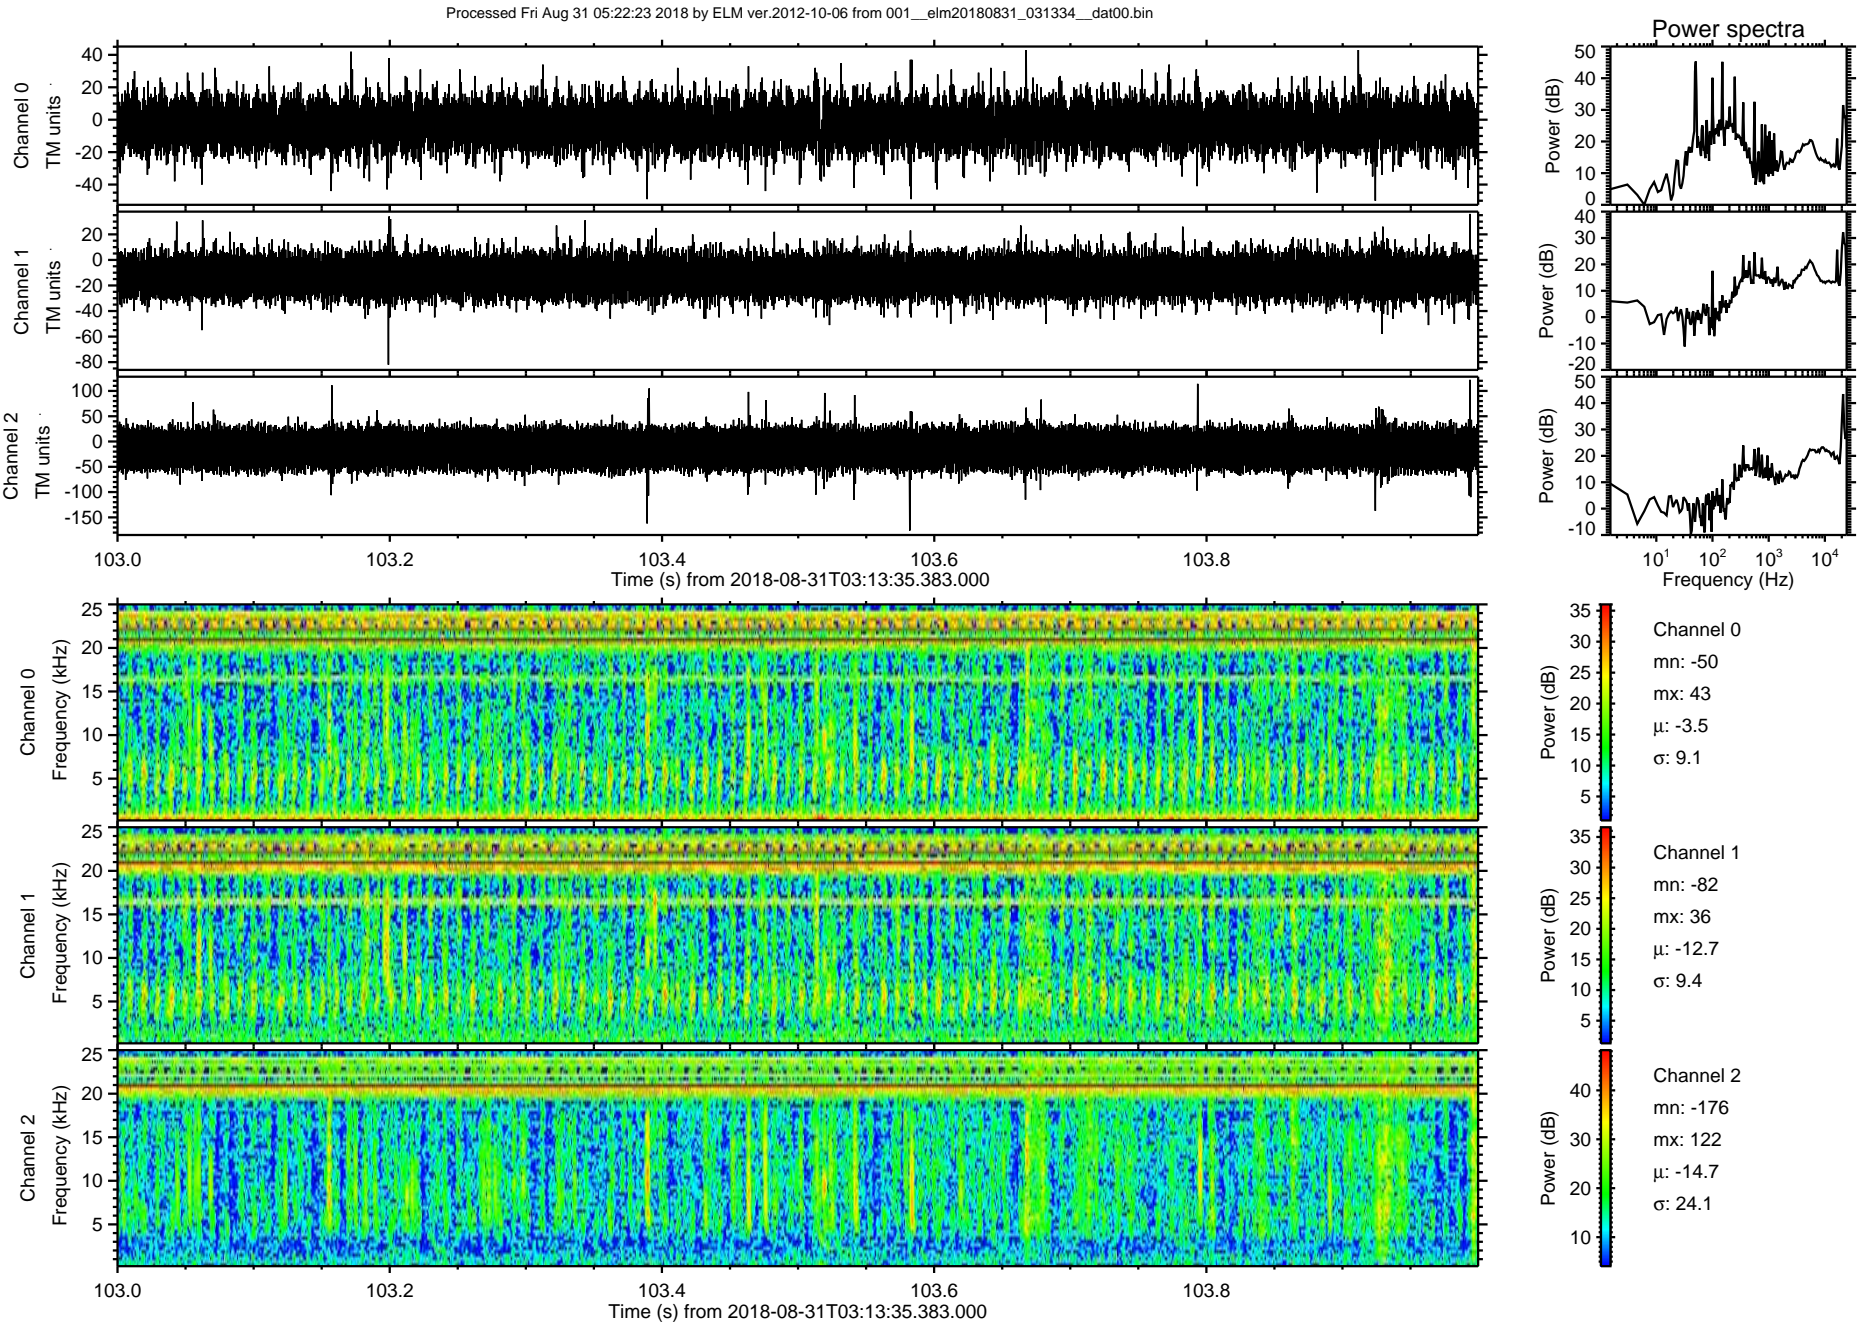 Processed Fri Aug 31 05:22:23 2018 by ELM ver.2012-10-06 from 001__elm20180831_031334__dat00.bin
Power spectra
Channel 0
TM units
40
20
0
-20
-40
Power (dB)
50
40
30
20
10
0
Channel 1
TM units
20
0
-20
-40
-60
-80
Power (dB)
40
30
20
10
0
-10
-20
Channel 2
TM units
100
50
0
-50
-100
-150
Power (dB)
50
40
30
20
10
0
-10
103.0 103.2 103.4 103.6 103.8
Time (s) from 2018-08-31T03:13:35.383.000
10¹ 10² 10³ 10⁴
Frequency (Hz)
Channel 0
Frequency (kHz)
25
20
15
10
5
Power (dB)
35
30
25
20
15
10
5
Channel 0
mn: -50
mx: 43
µ: -3.5
σ: 9.1
Channel 1
Frequency (kHz)
25
20
15
10
5
Power (dB)
35
30
25
20
15
10
5
Channel 1
mn: -82
mx: 36
µ: -12.7
σ: 9.4
Channel 2
Frequency (kHz)
25
20
15
10
5
Power (dB)
40
30
20
10
Channel 2
mn: -176
mx: 122
µ: -14.7
σ: 24.1
103.0 103.2 103.4 103.6 103.8
Time (s) from 2018-08-31T03:13:35.383.000